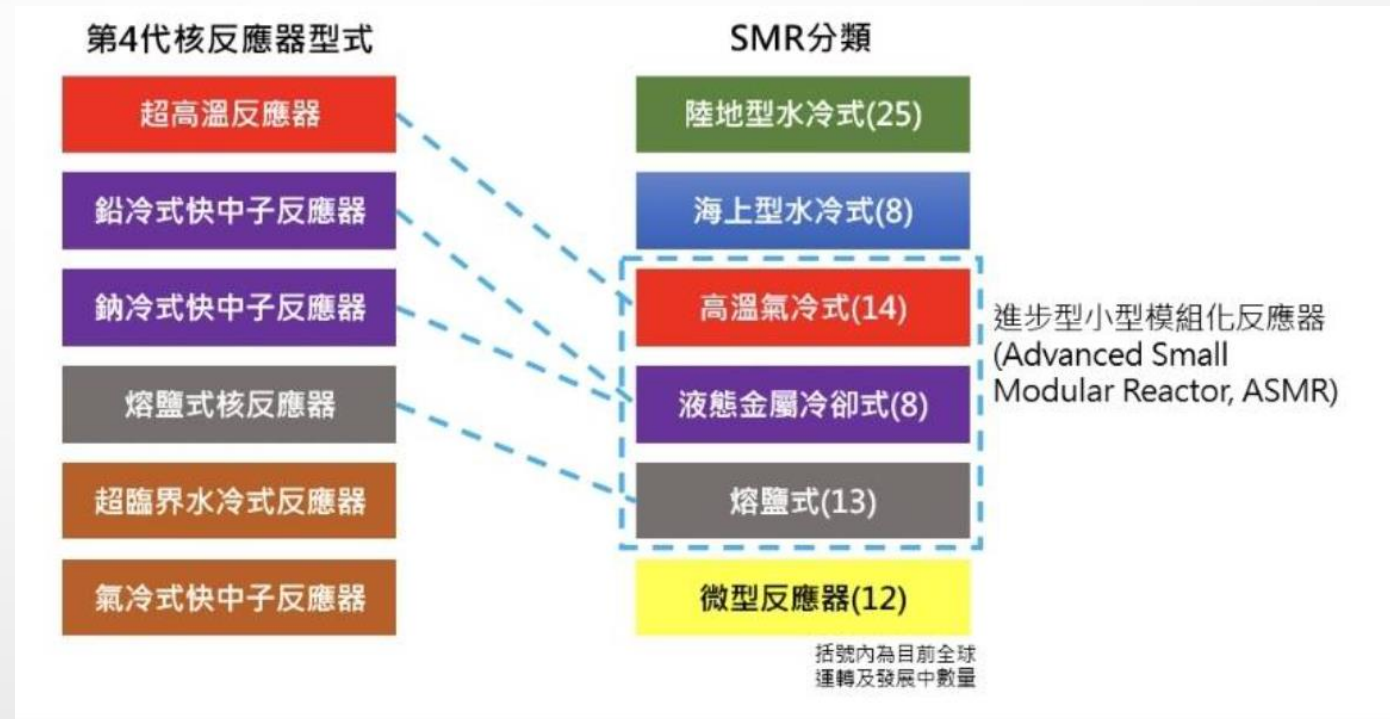 第4代核反應器型式
超高溫反應器
鉛冷式快中子反應器
鈉冷式快中子反應器
熔鹽式核反應器
超臨界水冷式反應器
氣冷式快中子反應器
SMR分類
陸地型水冷式(25)
海上型水冷式(8)
高溫氣冷式(14)
液態金屬冷卻式(8)
熔鹽式(13)
微型反應器(12)
括號內為目前全球
運轉及發展中數量
進步型小型模組化反應器
(Advanced Small
Modular Reactor, ASMR)